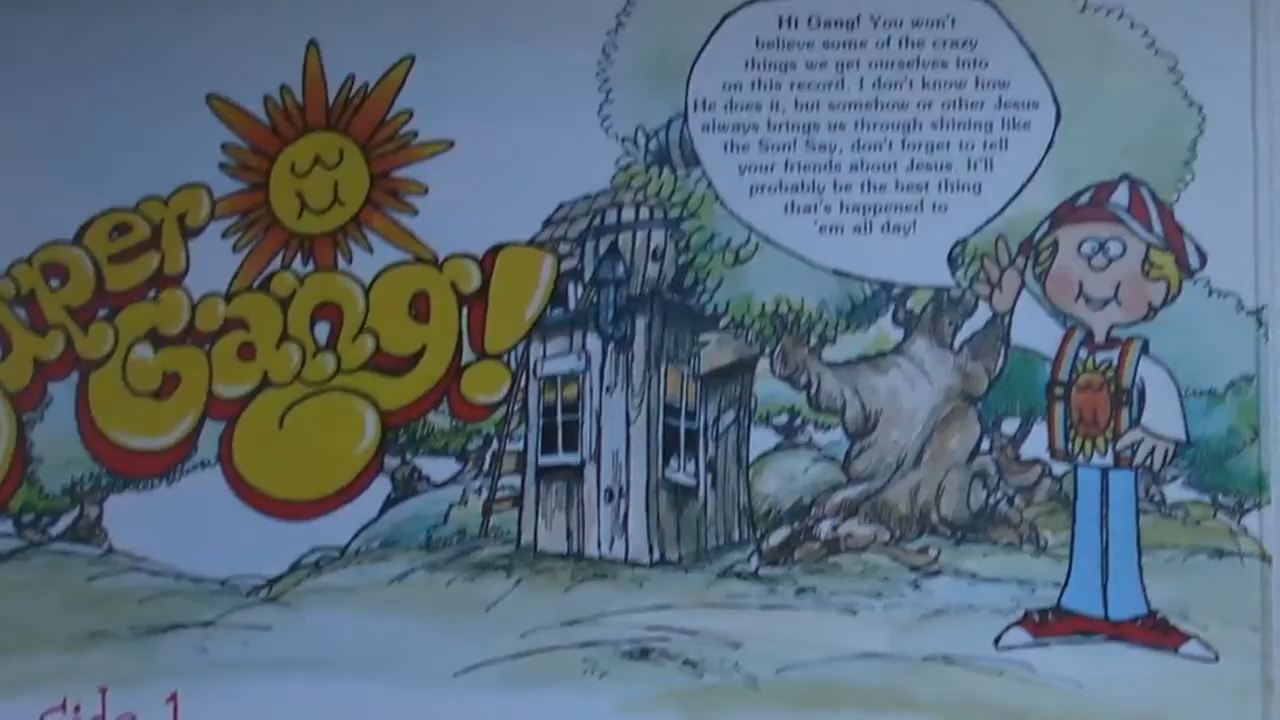 Hi Gang! You won't
believe some of the crazy
things we get ourselves into
on this record. I don't know how
He does it, but somehow or other Jesus
always brings us through shining like
the Son! Say, don't forget to tell
your friends about Jesus. It'll
probably be the best thing
that's happened to
'em all day!
uper
Gang!
Side 1